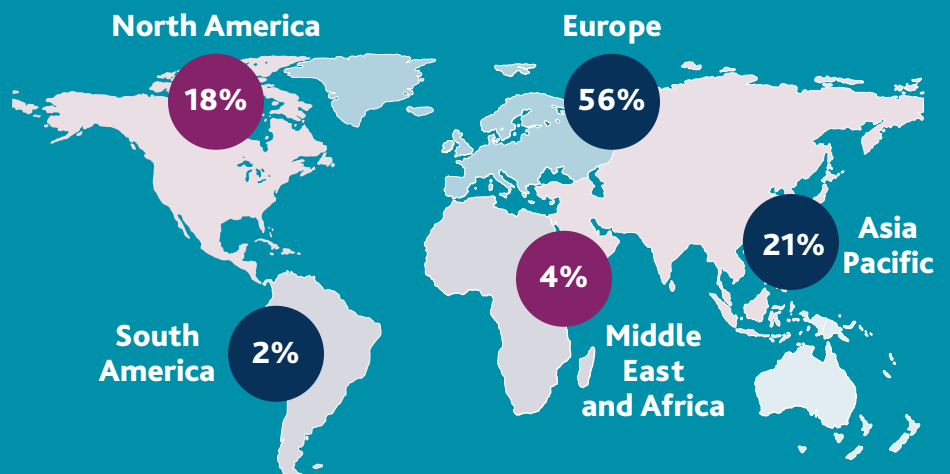 North America
18%
Europe
56%
Asia
Pacific
21%
4%
Middle
East
and Africa
South
America
2%